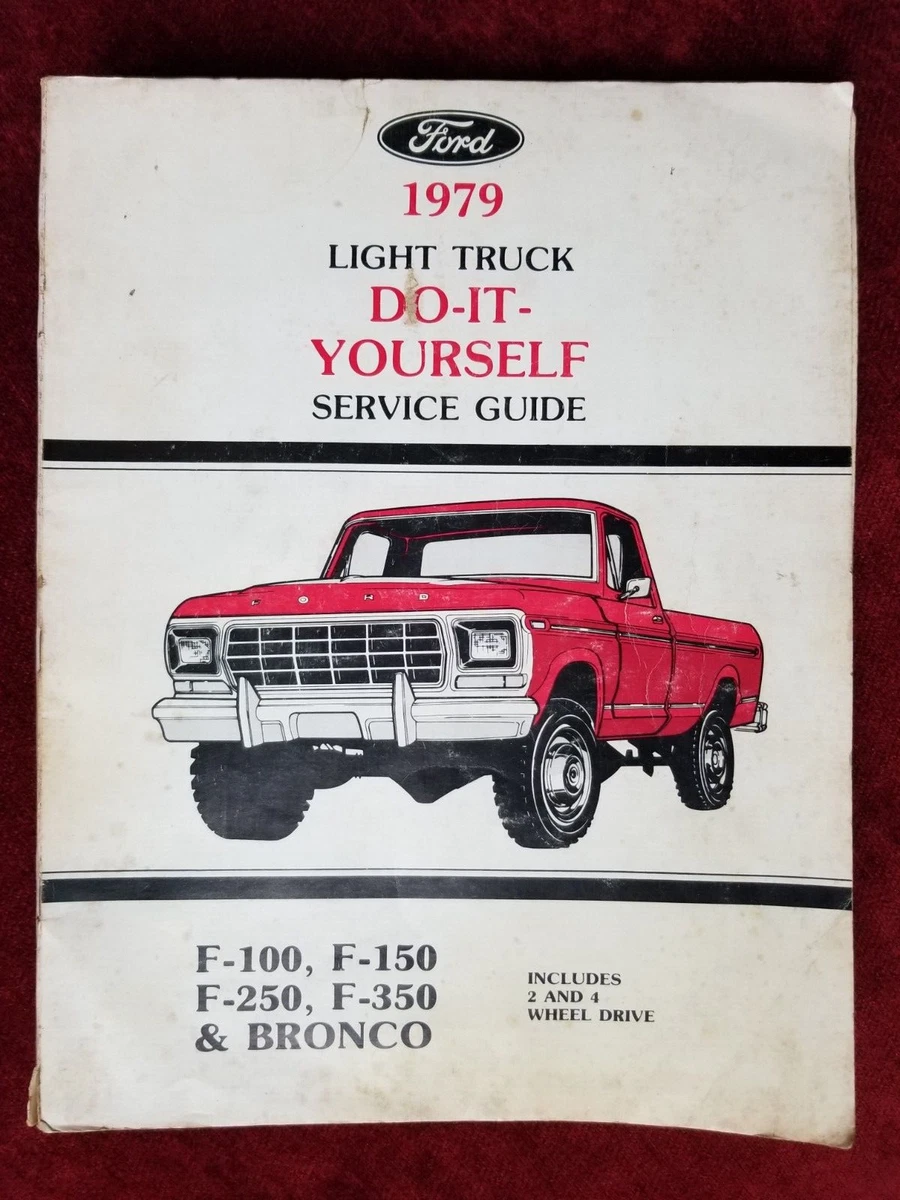 Ford
1979
LIGHT TRUCK
DO-IT-
YOURSELF
SERVICE GUIDE
FORD
F-100, F-150
F-250, F-350
& BRONCO
INCLUDES
2 AND 4
WHEEL DRIVE